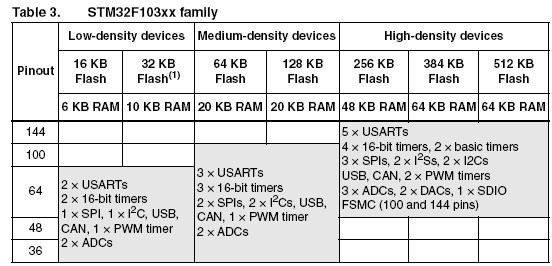 Table 3. STM32F103xx family
Low-density devices Medium-density devices High-density devices
Pinout
16 KB Flash 32 KB Flash(1) 64 KB Flash 128 KB Flash 256 KB Flash 384 KB Flash 512 KB Flash
6 KB RAM 10 KB RAM 20 KB RAM 20 KB RAM 48 KB RAM 64 KB RAM 64 KB RAM
144
100
64
48
36
2 × USARTs
2 × 16-bit timers
1 × SPI, 1 × I²C, USB,
CAN, 1 × PWM timer
2 × ADCs
3 × USARTs
3 × 16-bit timers
2 × SPIs, 2 × I²Cs, USB,
CAN, 1 × PWM timer
2 × ADCs
5 × USARTs
4 × 16-bit timers, 2 × basic timers
3 × SPIs, 2 × I²Ss, 2 × I2Cs
USB, CAN, 2 × PWM timers
3 × ADCs, 2 × DACs, 1 × SDIO
FSMC (100 and 144 pins)